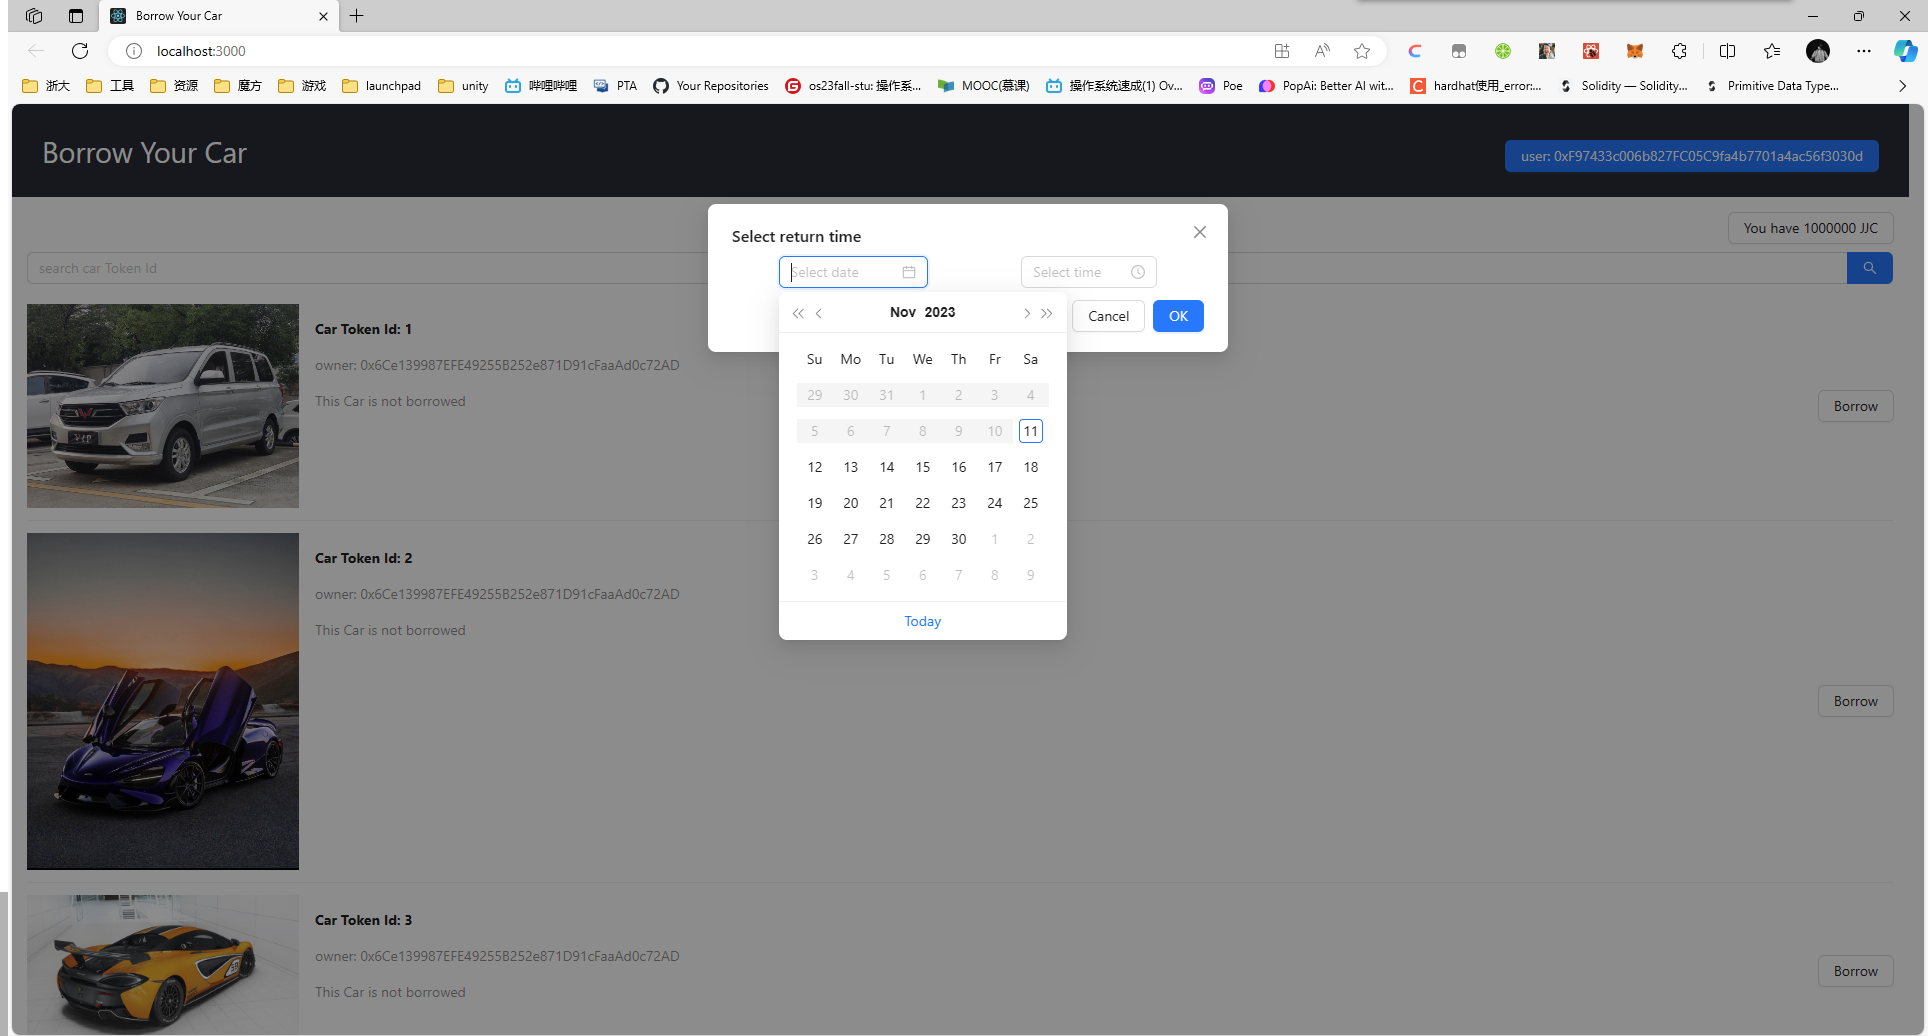 Borrow Your Car
localhost:3000
浙大 工具 资源 魔方 游戏 launchpad unity 哔哩哔哩 PTA Your Repositories os23fall-stu: 操作系... MOOC(慕课) 操作系统速成(1) Ov... Poe PopAi: Better AI wit... hardhat使用_error:... Solidity — Solidity... Primitive Data Type...
Borrow Your Car
user: 0xF97433c006b827FC05C9fa4b7701a4ac56f3030d
You have 1000000 JJC
search car Token Id
Select return time
Select date Select time
Cancel OK
Nov 2023
Su Mo Tu We Th Fr Sa
29 30 31 1 2 3 4
5 6 7 8 9 10 11
12 13 14 15 16 17 18
19 20 21 22 23 24 25
26 27 28 29 30 1 2
3 4 5 6 7 8 9
Today
Car Token Id: 1
owner: 0x6Ce139987EFE49255B252e871D91cFaaAd0c72AD
This Car is not borrowed
Borrow
Car Token Id: 2
owner: 0x6Ce139987EFE49255B252e871D91cFaaAd0c72AD
This Car is not borrowed
Borrow
Car Token Id: 3
owner: 0x6Ce139987EFE49255B252e871D91cFaaAd0c72AD
This Car is not borrowed
Borrow